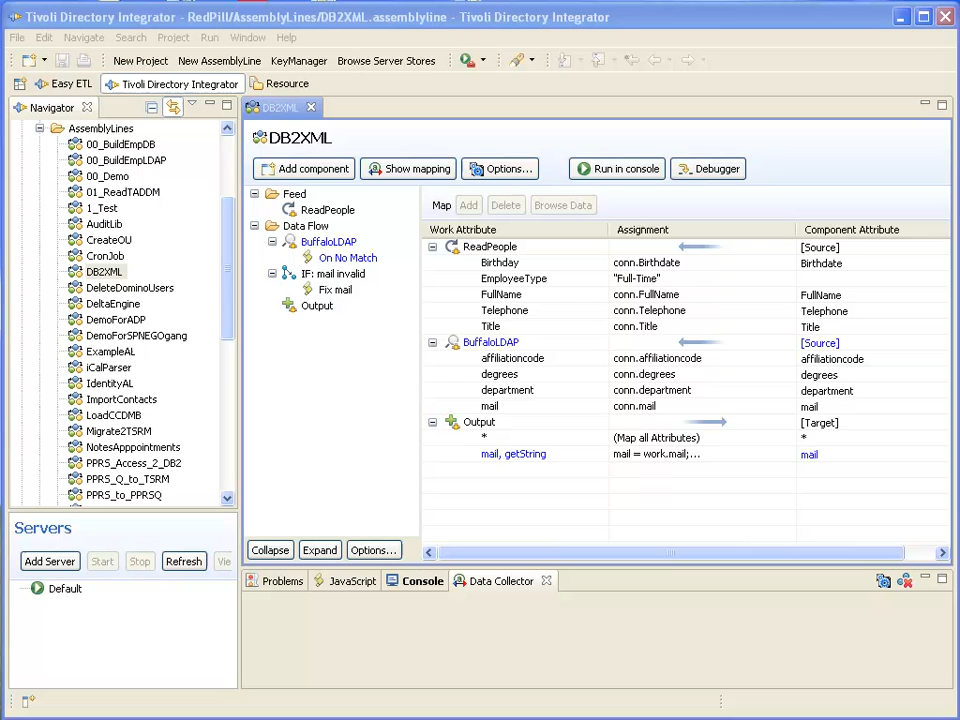 Tivoli Directory Integrator - RedPill/AssemblyLines/DB2XML.assemblyline - Tivoli Directory Integrator
File Edit Navigate Search Project Run Window Help
New Project New AssemblyLine KeyManager Browse Server Stores
Easy ETL Tivoli Directory Integrator Resource
Navigator
AssemblyLines
00_BuildEmpDB
00_BuildEmpLDAP
00_Demo
01_ReadTADDM
1_Test
AuditLib
CreateOU
CronJob
DB2XML
DeleteDominoUsers
DeltaEngine
DemoForADP
DemoForSPNEGOgang
ExampleAL
iCalParser
IdentityAL
ImportContacts
LoadCCDMB
Migrate2TSRM
NotesApppointments
PPRS_Access_2_DB2
PPRS_Q_to_TSRM
PPRS_to_PPRSQ
Servers
Add Server Start Stop Refresh Vie
Default
DB2XML
DB2XML
Add component Show mapping Options... Run in console Debugger
Feed
ReadPeople
Data Flow
BuffaloLDAP
On No Match
IF: mail invalid
Fix mail
Output
Collapse Expand Options...
Map Add Delete Browse Data
Work Attribute Assignment Component Attribute
ReadPeople [Source]
Birthday conn.Birthdate Birthdate
EmployeeType "Full-Time"
FullName conn.FullName FullName
Telephone conn.Telephone Telephone
Title conn.Title Title
BuffaloLDAP [Source]
affiliationcode conn.affiliationcode affiliationcode
degrees conn.degrees degrees
department conn.department department
mail conn.mail mail
Output [Target]
* (Map all Attributes) *
mail, getString mail = work.mail;... mail
Problems JavaScript Console Data Collector